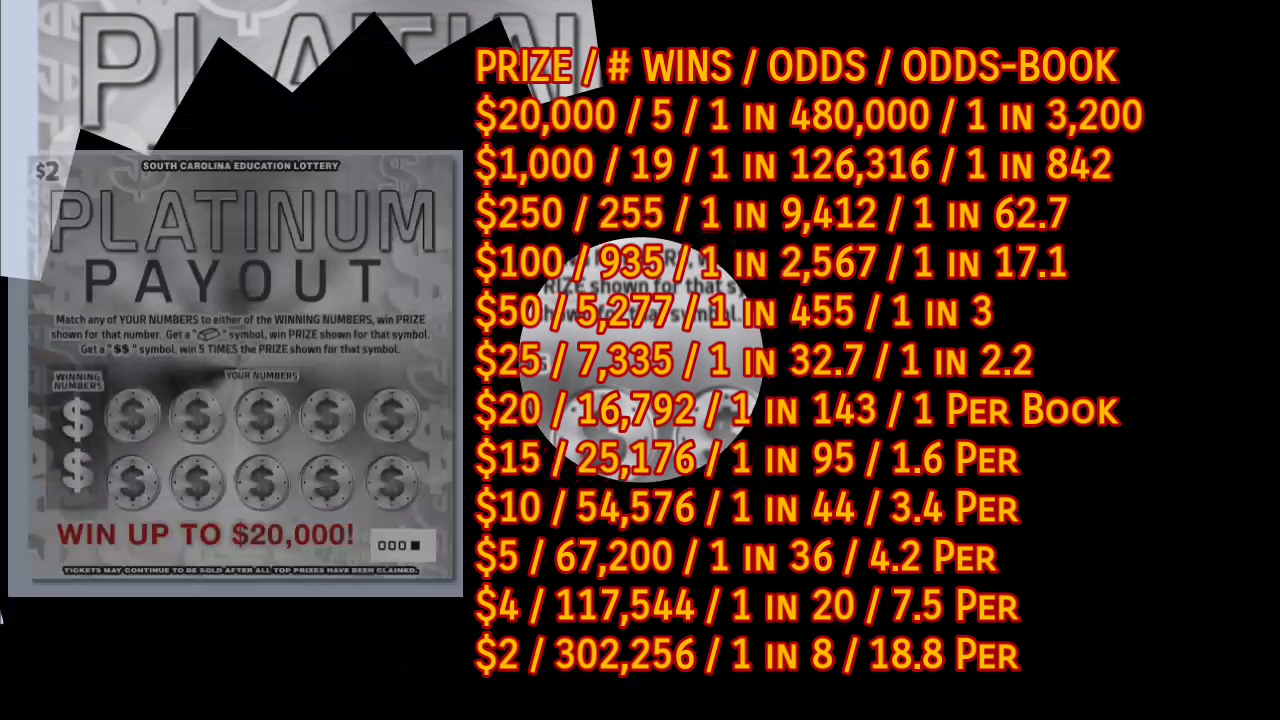 PLATIN
$2
SOUTH CAROLINA EDUCATION LOTTERY
PLATINUM
PAYOUT
Match any of YOUR NUMBERS to either of the WINNING NUMBERS, win PRIZE
shown for that number. Get a " " symbol, win PRIZE shown for that symbol.
Get a "$$" symbol, win 5 TIMES the PRIZE shown for that symbol.
WINNING
NUMBERS
YOUR NUMBERS
$ $ $ $ $ $
$ $ $ $ $ $
WIN UP TO $20,000!
000
TICKETS MAY CONTINUE TO BE SOLD AFTER ALL TOP PRIZES HAVE BEEN CLAIMED.
PRIZE / # WINS / ODDS / ODDS-BOOK
$20,000 / 5 / 1 IN 480,000 / 1 IN 3,200
$1,000 / 19 / 1 IN 126,316 / 1 IN 842
$250 / 255 / 1 IN 9,412 / 1 IN 62.7
$100 / 935 / 1 IN 2,567 / 1 IN 17.1
$50 / 5,277 / 1 IN 455 / 1 IN 3
$25 / 7,335 / 1 IN 32.7 / 1 IN 2.2
$20 / 16,792 / 1 IN 143 / 1 PER BOOK
$15 / 25,176 / 1 IN 95 / 1.6 PER
$10 / 54,576 / 1 IN 44 / 3.4 PER
$5 / 67,200 / 1 IN 36 / 4.2 PER
$4 / 117,544 / 1 IN 20 / 7.5 PER
$2 / 302,256 / 1 IN 8 / 18.8 PER